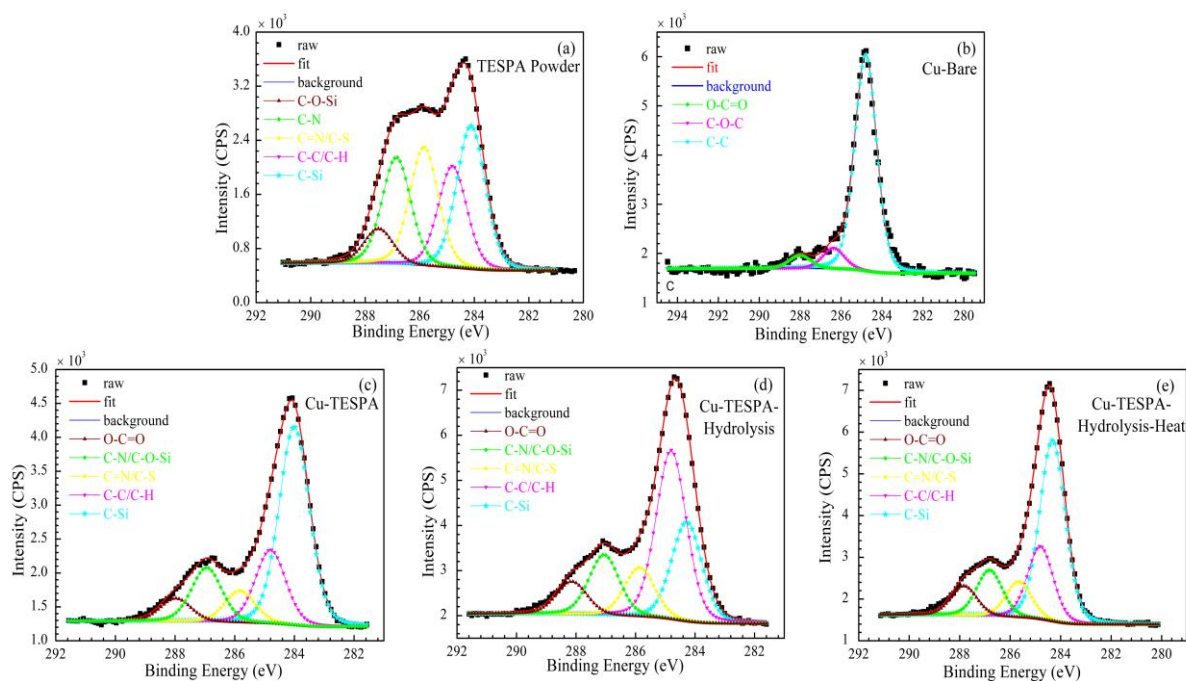 × 10³
(a)
TESPA Powder
raw
fit
background
C-O-Si
C-N
C=N/C-S
C-C/C-H
C-Si
4.0
3.2
2.4
1.6
0.8
0.0
Intensity (CPS)
292 290 288 286 284 282 280
Binding Energy (eV)
× 10³
(b)
Cu-Bare
raw
fit
background
O-C=O
C-O-C
C-C
6
5
4
3
2
1
C
Intensity (CPS)
294 292 290 288 286 284 282 280
Binding Energy (eV)
× 10³
(c)
Cu-TESPA
raw
fit
background
O-C=O
C-N/C-O-Si
C=N/C-S
C-C/C-H
C-Si
5.0
4.0
3.0
2.0
1.0
Intensity (CPS)
292 290 288 286 284 282
Binding Energy (eV)
× 10³
(d)
Cu-TESPA-
Hydrolysis
raw
fit
background
O-C=O
C-N/C-O-Si
C=N/C-S
C-C/C-H
C-Si
7
6
5
4
3
2
Intensity (CPS)
292 290 288 286 284 282
Binding Energy (eV)
× 10³
(e)
Cu-TESPA-
Hydrolysis-Heat
raw
fit
background
O-C=O
C-N/C-O-Si
C=N/C-S
C-C/C-H
C-Si
7
6
5
4
3
2
1
Intensity (CPS)
292 290 288 286 284 282 280
Binding Energy (eV)